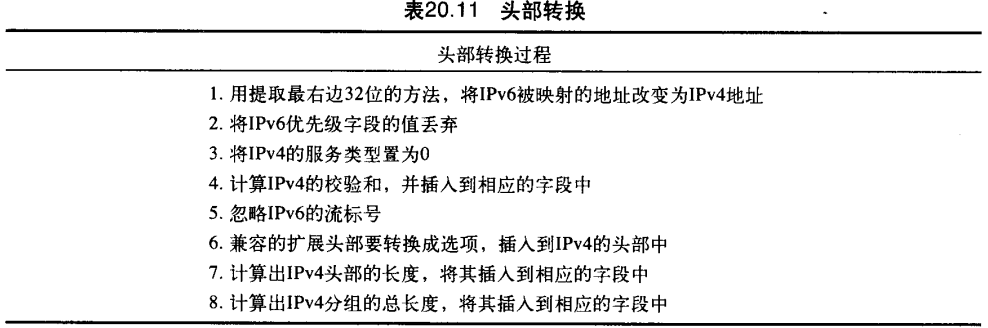 表20.11 头部转换
头部转换过程
1. 用提取最右边32位的方法，将IPv6被映射的地址改变为IPv4地址
2. 将IPv6优先级字段的值丢弃
3. 将IPv4的服务类型置为0
4. 计算IPv4的校验和，并插入到相应的字段中
5. 忽略IPv6的流标号
6. 兼容的扩展头部要转换成选项，插入到IPv4的头部中
7. 计算出IPv4头部的长度，将其插入到相应的字段中
8. 计算出IPv4分组的总长度，将其插入到相应的字段中